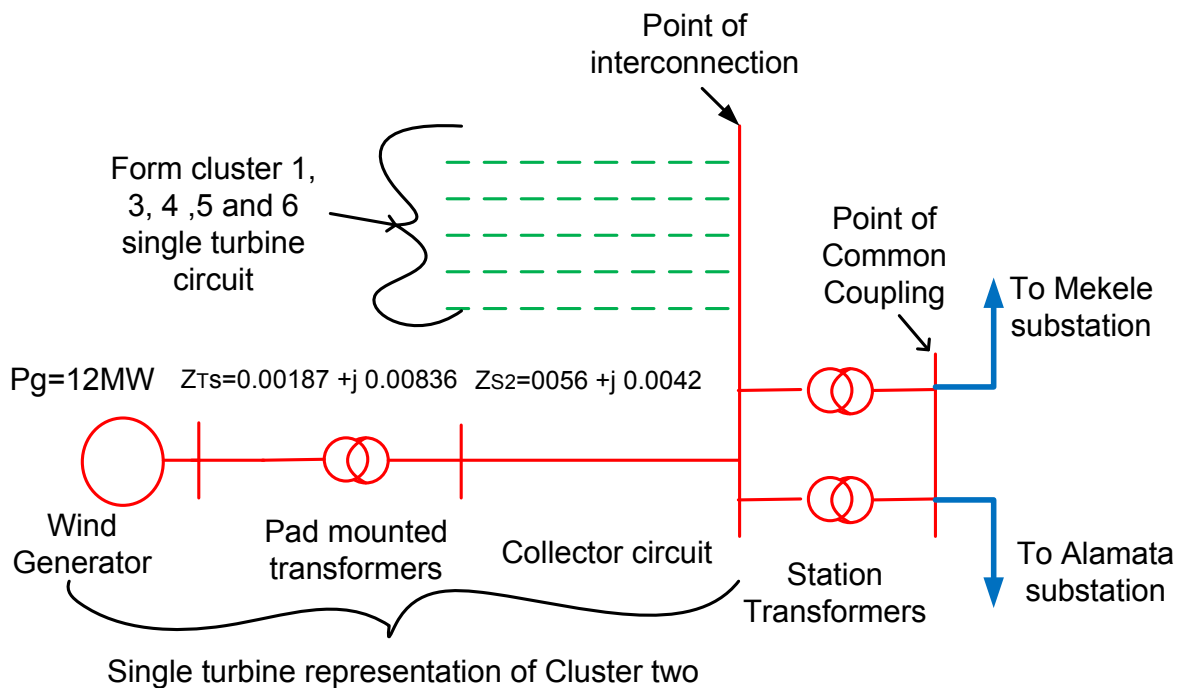 Point of
interconnection
Form cluster 1,
3, 4 ,5 and 6
single turbine
circuit
Point of
Common
Coupling
To Mekele
substation
Pg=12MW
ZTs=0.00187 +j 0.00836
ZS2=0056 +j 0.0042
Wind
Generator
Pad mounted
transformers
Collector circuit
Station
Transformers
To Alamata
substation
Single turbine representation of Cluster two